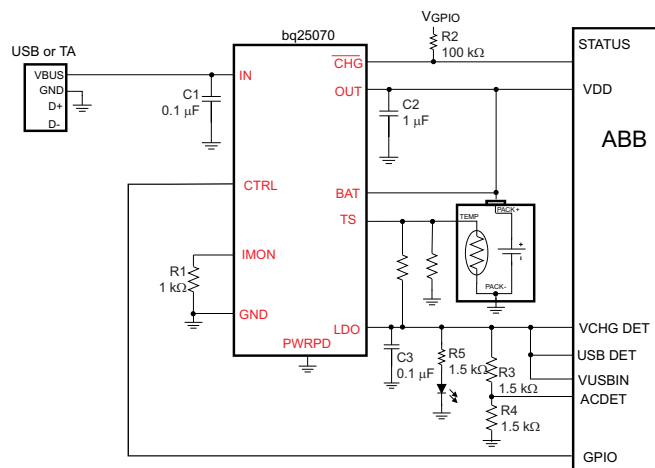 bq25070
VGPIO
USB or TA
R2
100 kΩ
STATUS
VBUS
GND
D+
D-
IN
CHG
OUT
VDD
C1
0.1 μF
C2
1 μF
ABB
CTRL
BAT
TS
TEMP
PACK+
+
-
PACK-
IMON
R1
1 kΩ
GND
LDO
PWRPD
VCHG DET
USB DET
VUSBIN
ACDET
C3
0.1 μF
R5
1.5 kΩ
R3
1.5 kΩ
R4
1.5 kΩ
GPIO